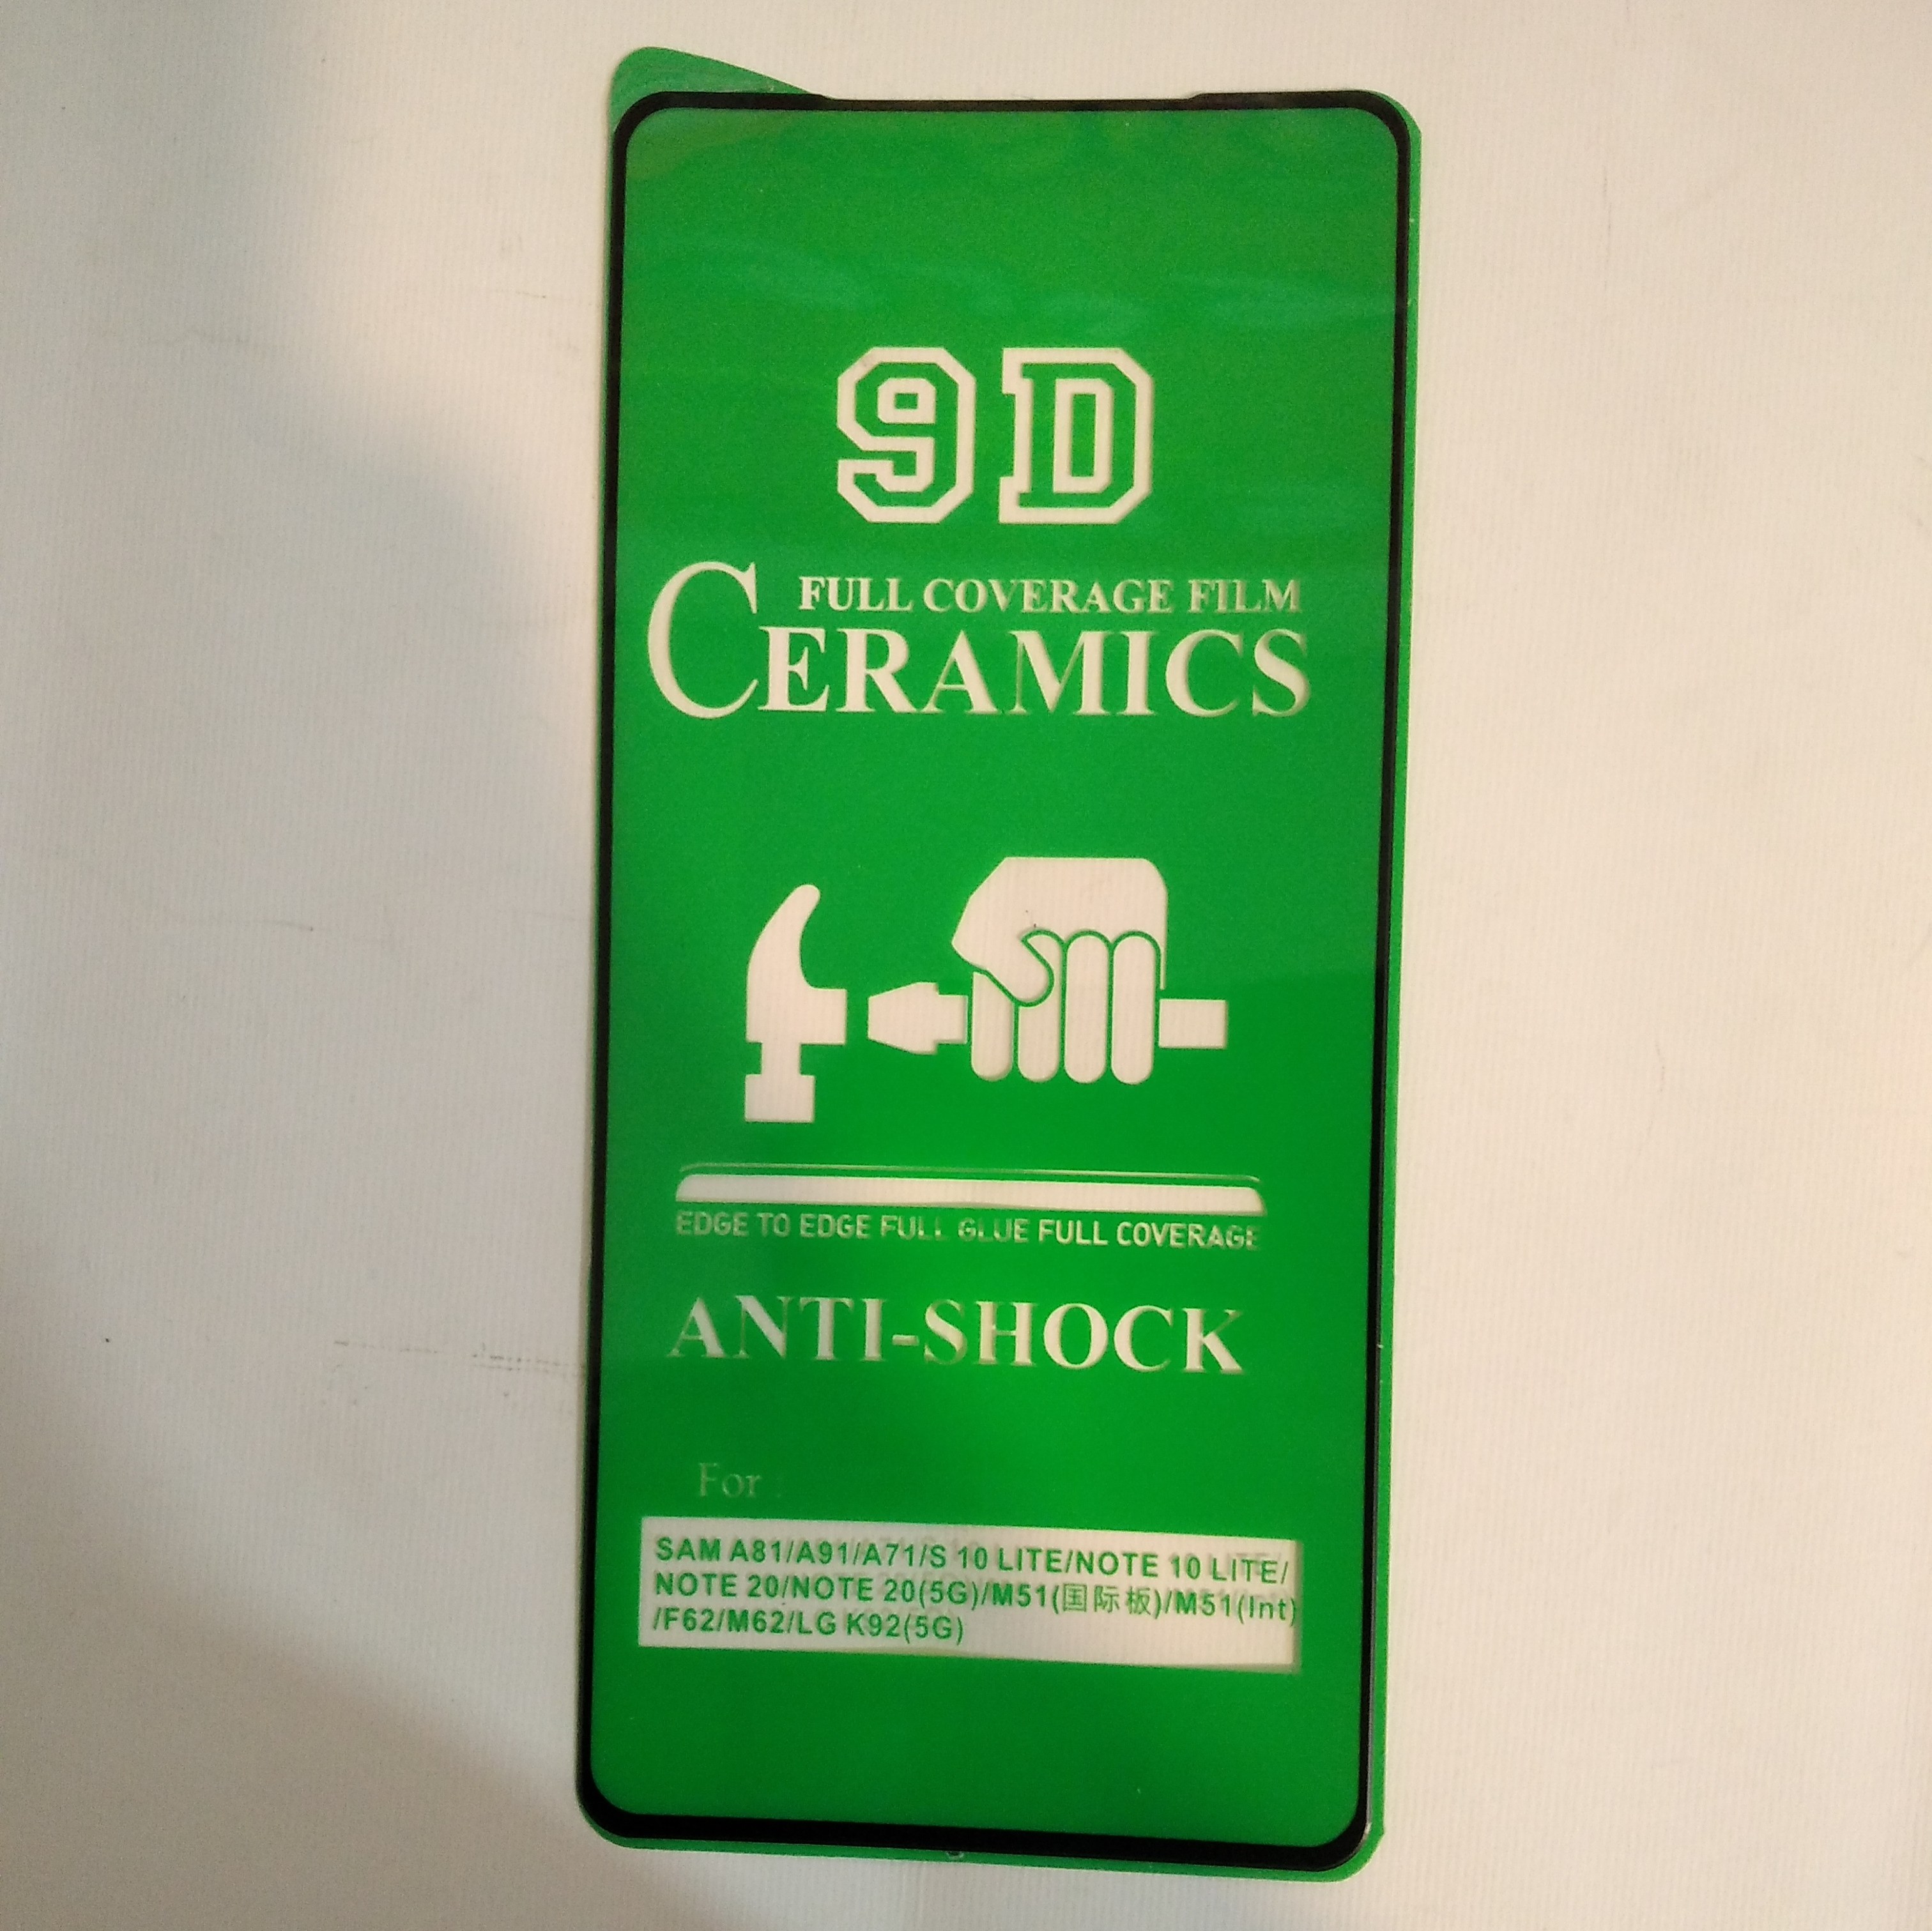 9D
FULL COVERAGE FILM
CERAMICS
EDGE TO EDGE FULL GLUE FULL COVERAGE
ANTI-SHOCK
For :
SAM A81/A91/A71/S 10 LITE/NOTE 10 LITE/
NOTE 20/NOTE 20(5G)/M51(国际板)/M51(Int)
/F62/M62/LG K92(5G)